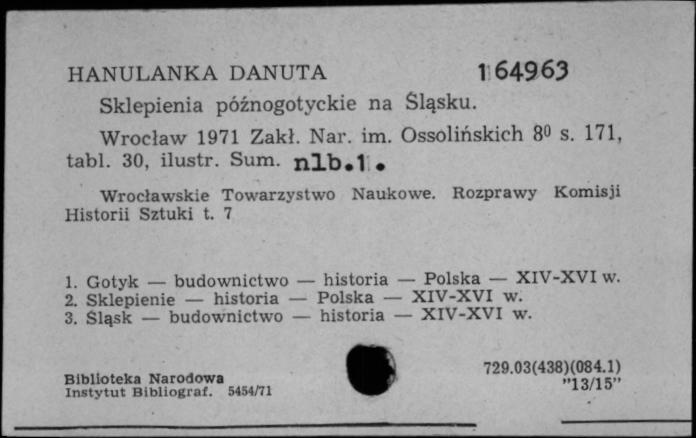 HANULANKA DANUTA 164963
Sklepienia późnogotyckie na Śląsku.
Wrocław 1971 Zakł. Nar. im. Ossolińskich 8⁰ s. 171,
tabl. 30, ilustr. Sum. nlb.1.
Wrocławskie Towarzystwo Naukowe. Rozprawy Komisji
Historii Sztuki t. 7
1. Gotyk — budownictwo — historia — Polska — XIV-XVI w.
2. Sklepienie — historia — Polska — XIV-XVI w.
3. Śląsk — budownictwo — historia — XIV-XVI w.
729.03(438)(084.1)
"13/15"
Biblioteka Narodowa
Instytut Bibliograf. 5454/71